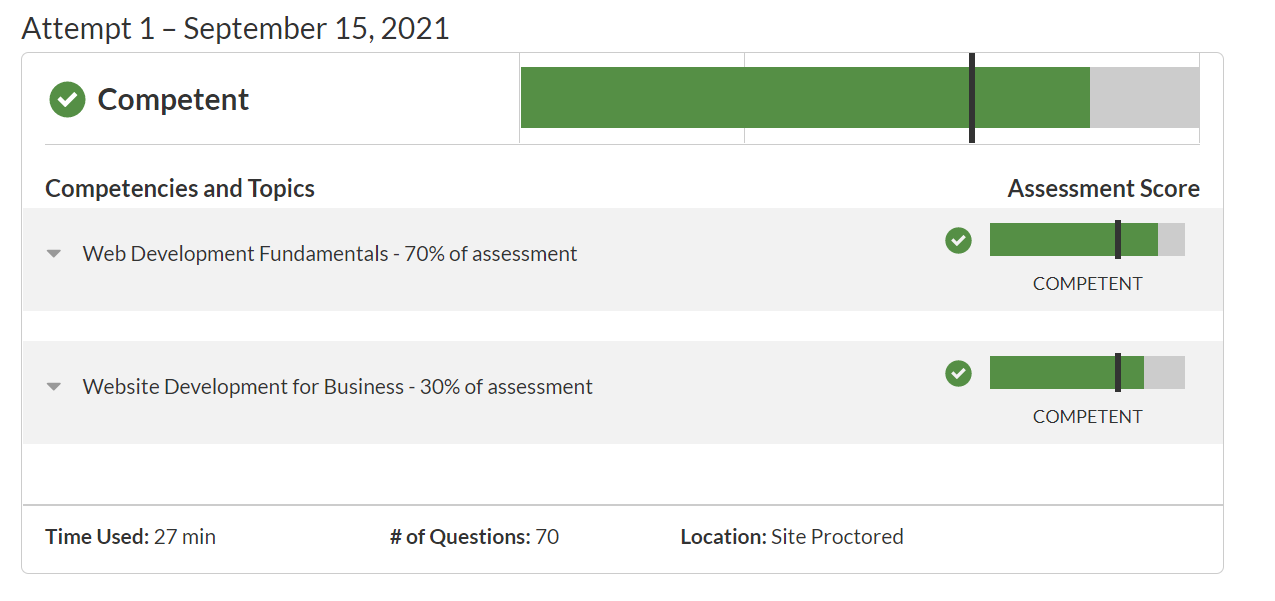 Attempt 1 – September 15, 2021
Competent
Competencies and Topics Assessment Score
Web Development Fundamentals - 70% of assessment
COMPETENT
Website Development for Business - 30% of assessment
COMPETENT
Time Used: 27 min # of Questions: 70 Location: Site Proctored